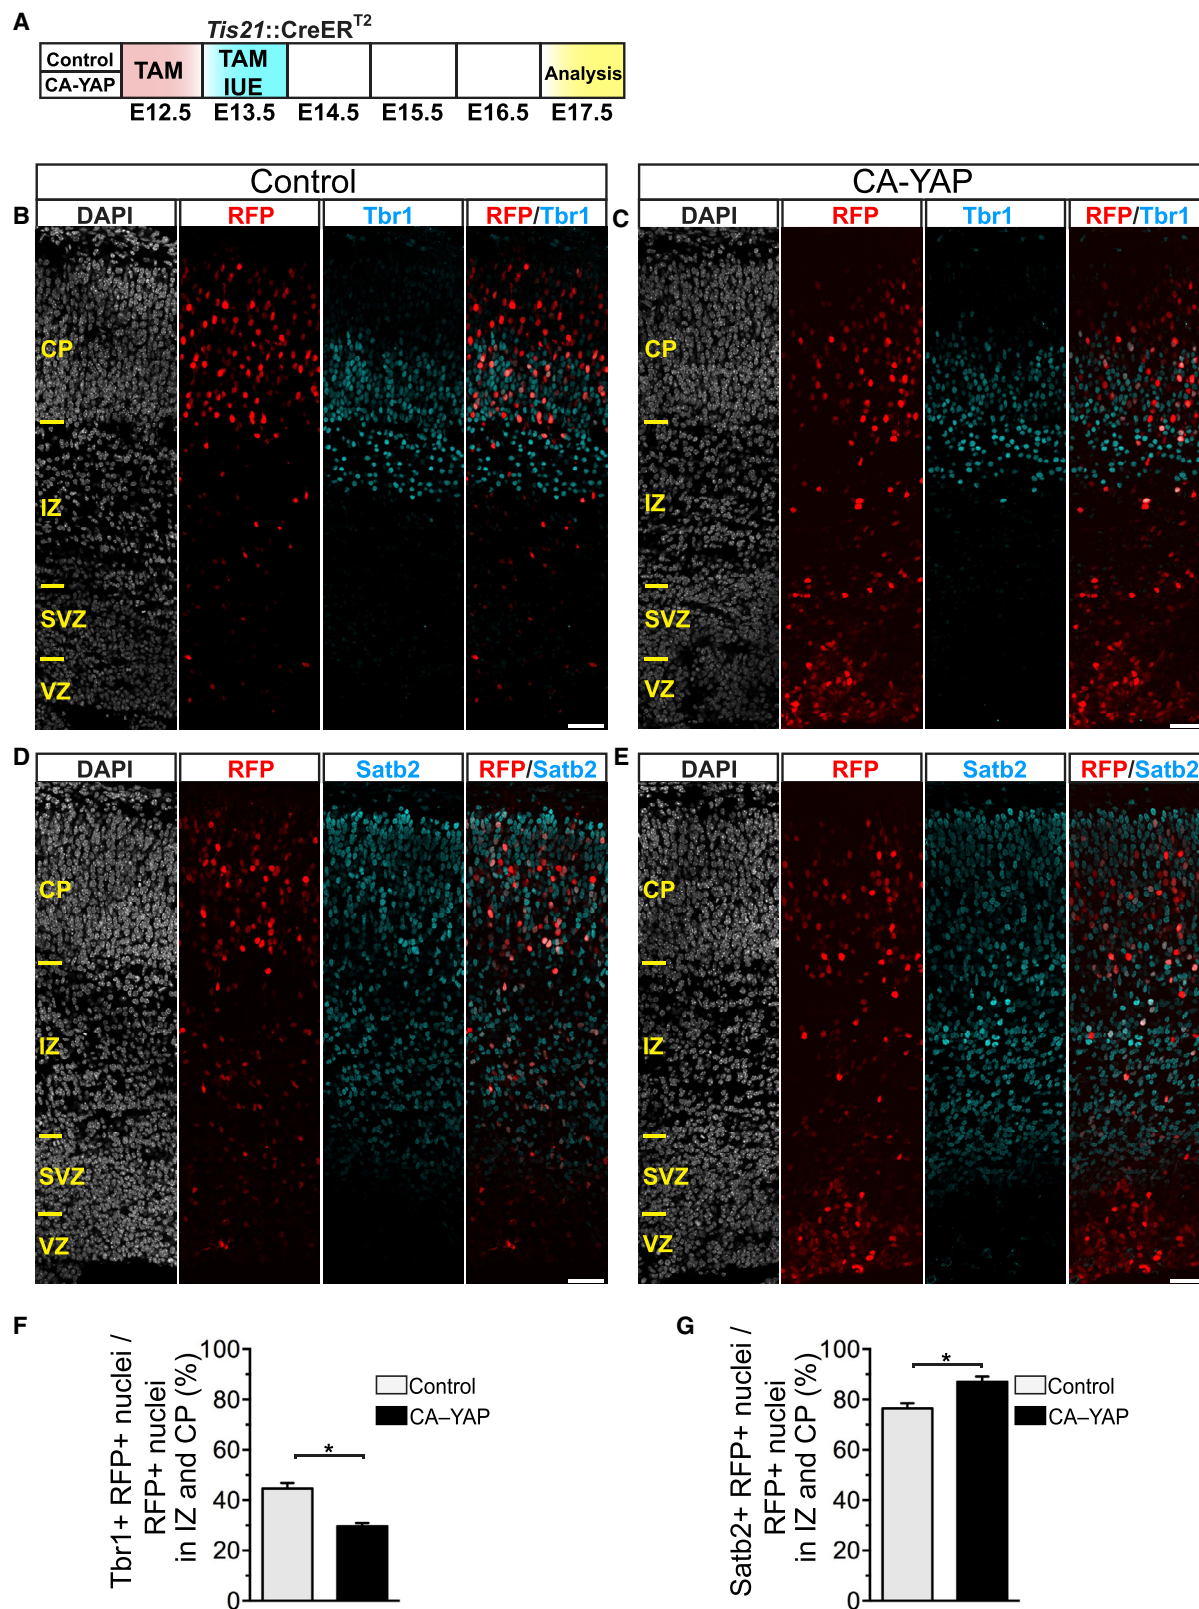 A
Tis21::CreERT2
Control
CA-YAP
TAM
TAM
IUE
Analysis
E12.5 E13.5 E14.5 E15.5 E16.5 E17.5
Control
CA-YAP
B
DAPI RFP Tbr1 RFP/Tbr1
C
DAPI RFP Tbr1 RFP/Tbr1
CP
IZ
SVZ
VZ
CP
IZ
SVZ
VZ
D
DAPI RFP Satb2 RFP/Satb2
E
DAPI RFP Satb2 RFP/Satb2
CP
IZ
SVZ
VZ
CP
IZ
SVZ
VZ
F
Tbr1+ RFP+ nuclei /
RFP+ nuclei
in IZ and CP (%)
100
80
60
40
20
0
*
Control
CA–YAP
G
Satb2+ RFP+ nuclei /
RFP+ nuclei
in IZ and CP (%)
100
80
60
40
20
0
*
Control
CA–YAP